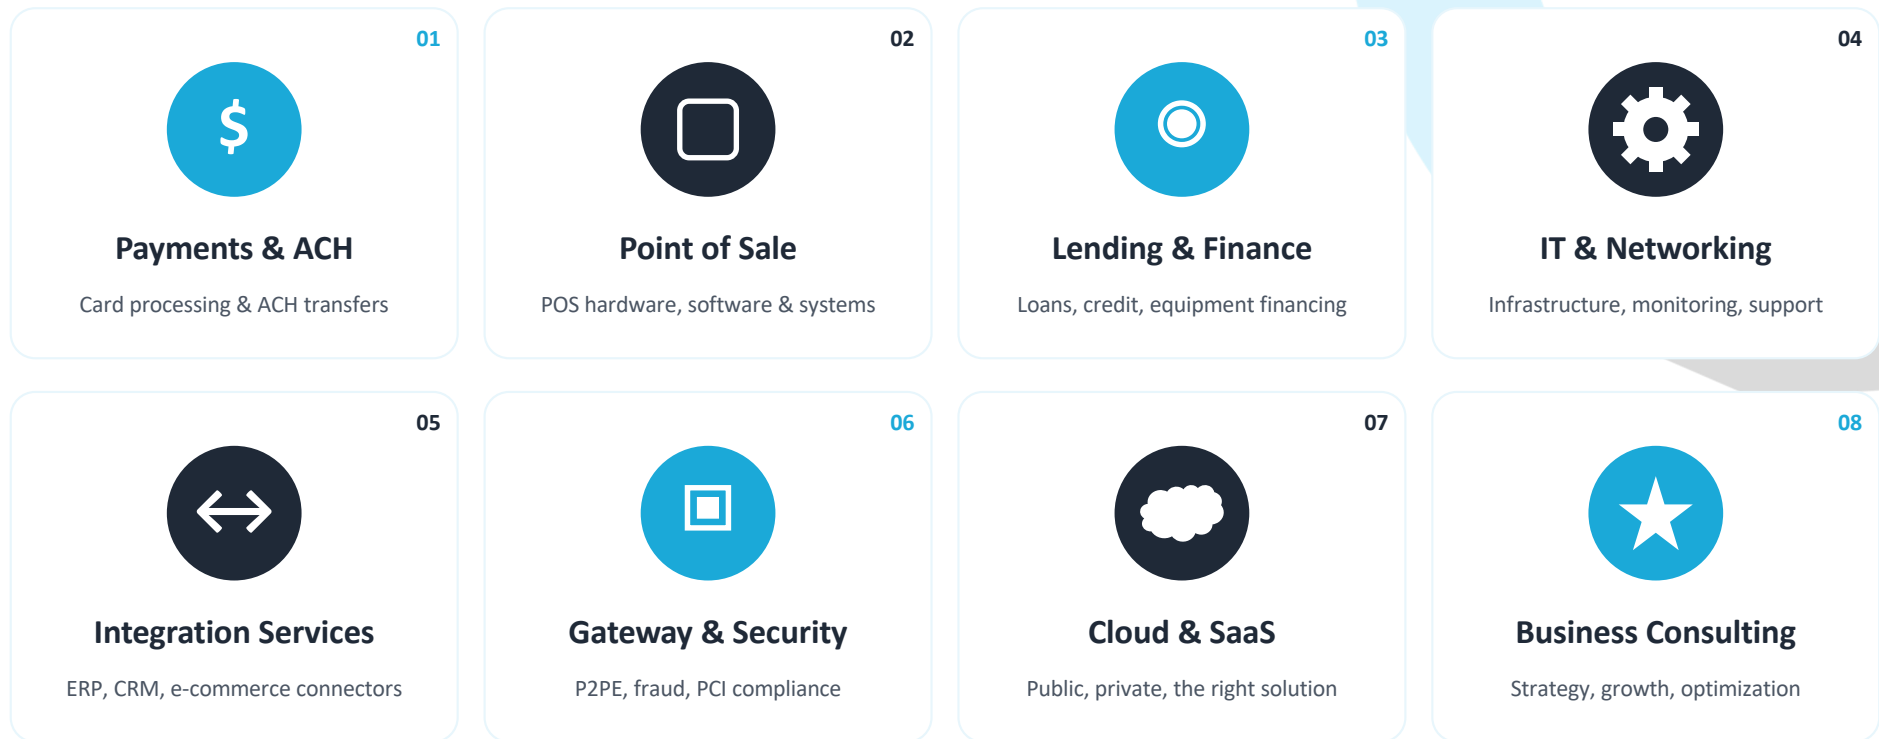 01
$
Payments & ACH
Card processing & ACH transfers
02
Point of Sale
POS hardware, software & systems
03
Lending & Finance
Loans, credit, equipment financing
04
IT & Networking
Infrastructure, monitoring, support
05
Integration Services
ERP, CRM, e-commerce connectors
06
Gateway & Security
P2PE, fraud, PCI compliance
07
Cloud & SaaS
Public, private, the right solution
08
Business Consulting
Strategy, growth, optimization